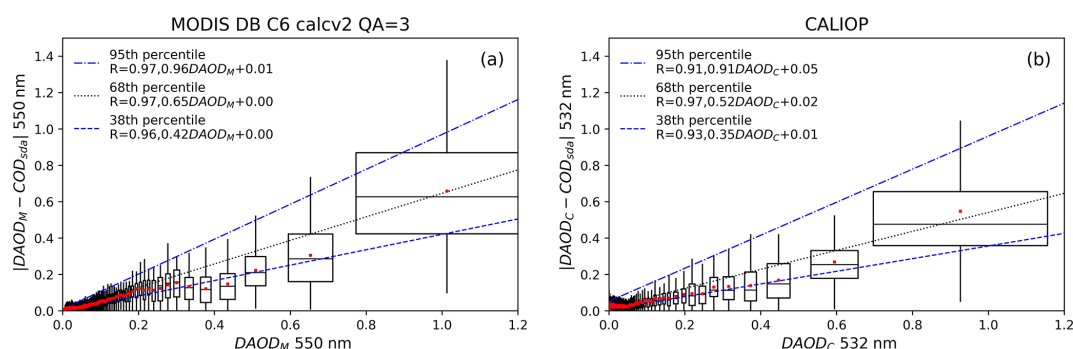 MODIS DB C6 calcv2 QA=3
(a)
95th percentile
R=0.97,0.96DAOD_M+0.01
68th percentile
R=0.97,0.65DAOD_M+0.00
38th percentile
R=0.96,0.42DAOD_M+0.00
|DAOD_M − COD_sda| 550 nm
1.4
1.2
1.0
0.8
0.6
0.4
0.2
0.0
0.0 0.2 0.4 0.6 0.8 1.0 1.2
DAOD_M 550 nm
CALIOP
(b)
95th percentile
R=0.91,0.91DAOD_C+0.05
68th percentile
R=0.97,0.52DAOD_C+0.02
38th percentile
R=0.93,0.35DAOD_C+0.01
|DAOD_C − COD_sda| 532 nm
1.4
1.2
1.0
0.8
0.6
0.4
0.2
0.0
0.0 0.2 0.4 0.6 0.8 1.0 1.2
DAOD_C 532 nm